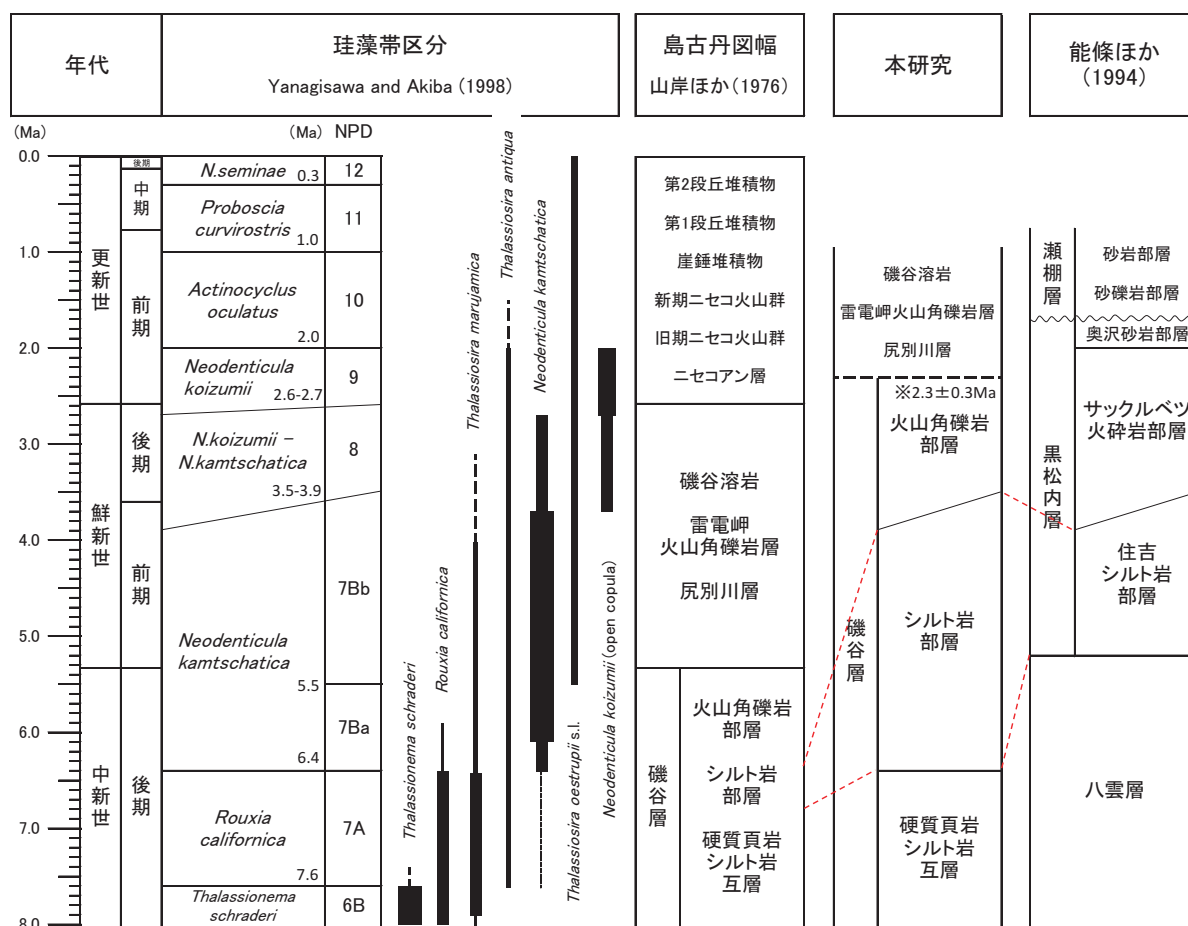 年代
珪藻帯区分
Yanagisawa and Akiba (1998)
島古丹図幅
山岸ほか(1976)
本研究
能條ほか
(1994)
(Ma)
(Ma)
NPD
0.0
1.0
2.0
3.0
4.0
5.0
6.0
7.0
8.0
更新世
鮮新世
中新世
後期
中期
前期
後期
前期
後期
N.seminae 0.3
12
Proboscia
curvirostris
1.0
11
Actinocyclus
oculatus
2.0
10
Neodenticula
koizumii
2.6-2.7
9
N.koizumii –
N.kamtschatica
3.5-3.9
8
Neodenticula
kamtschatica
7Bb
5.5
7Ba
6.4
Rouxia
californica
7.6
7A
Thalassionema
schraderi
6B
Thalassionema schraderi
Rouxia californica
Thalassiosira marujamica
Thalassiosira antiqua
Neodenticula kamtschatica
Thalassiosira oestrupii s.l.
Neodenticula koizumii (open copula)
第2段丘堆積物
第1段丘堆積物
崖錘堆積物
新期ニセコ火山群
旧期ニセコ火山群
ニセコアン層
磯谷溶岩
雷電岬
火山角礫岩層
尻別川層
磯谷層
火山角礫岩
部層
シルト岩
部層
硬質頁岩
シルト岩
互層
磯谷溶岩
雷電岬火山角礫岩層
尻別川層
※2.3±0.3Ma
磯谷層
火山角礫岩
部層
シルト岩
部層
硬質頁岩
シルト岩
互層
瀬棚層
砂岩部層
砂礫岩部層
奥沢砂岩部層
黒松内層
サックルベツ
火砕岩部層
住吉
シルト岩
部層
八雲層